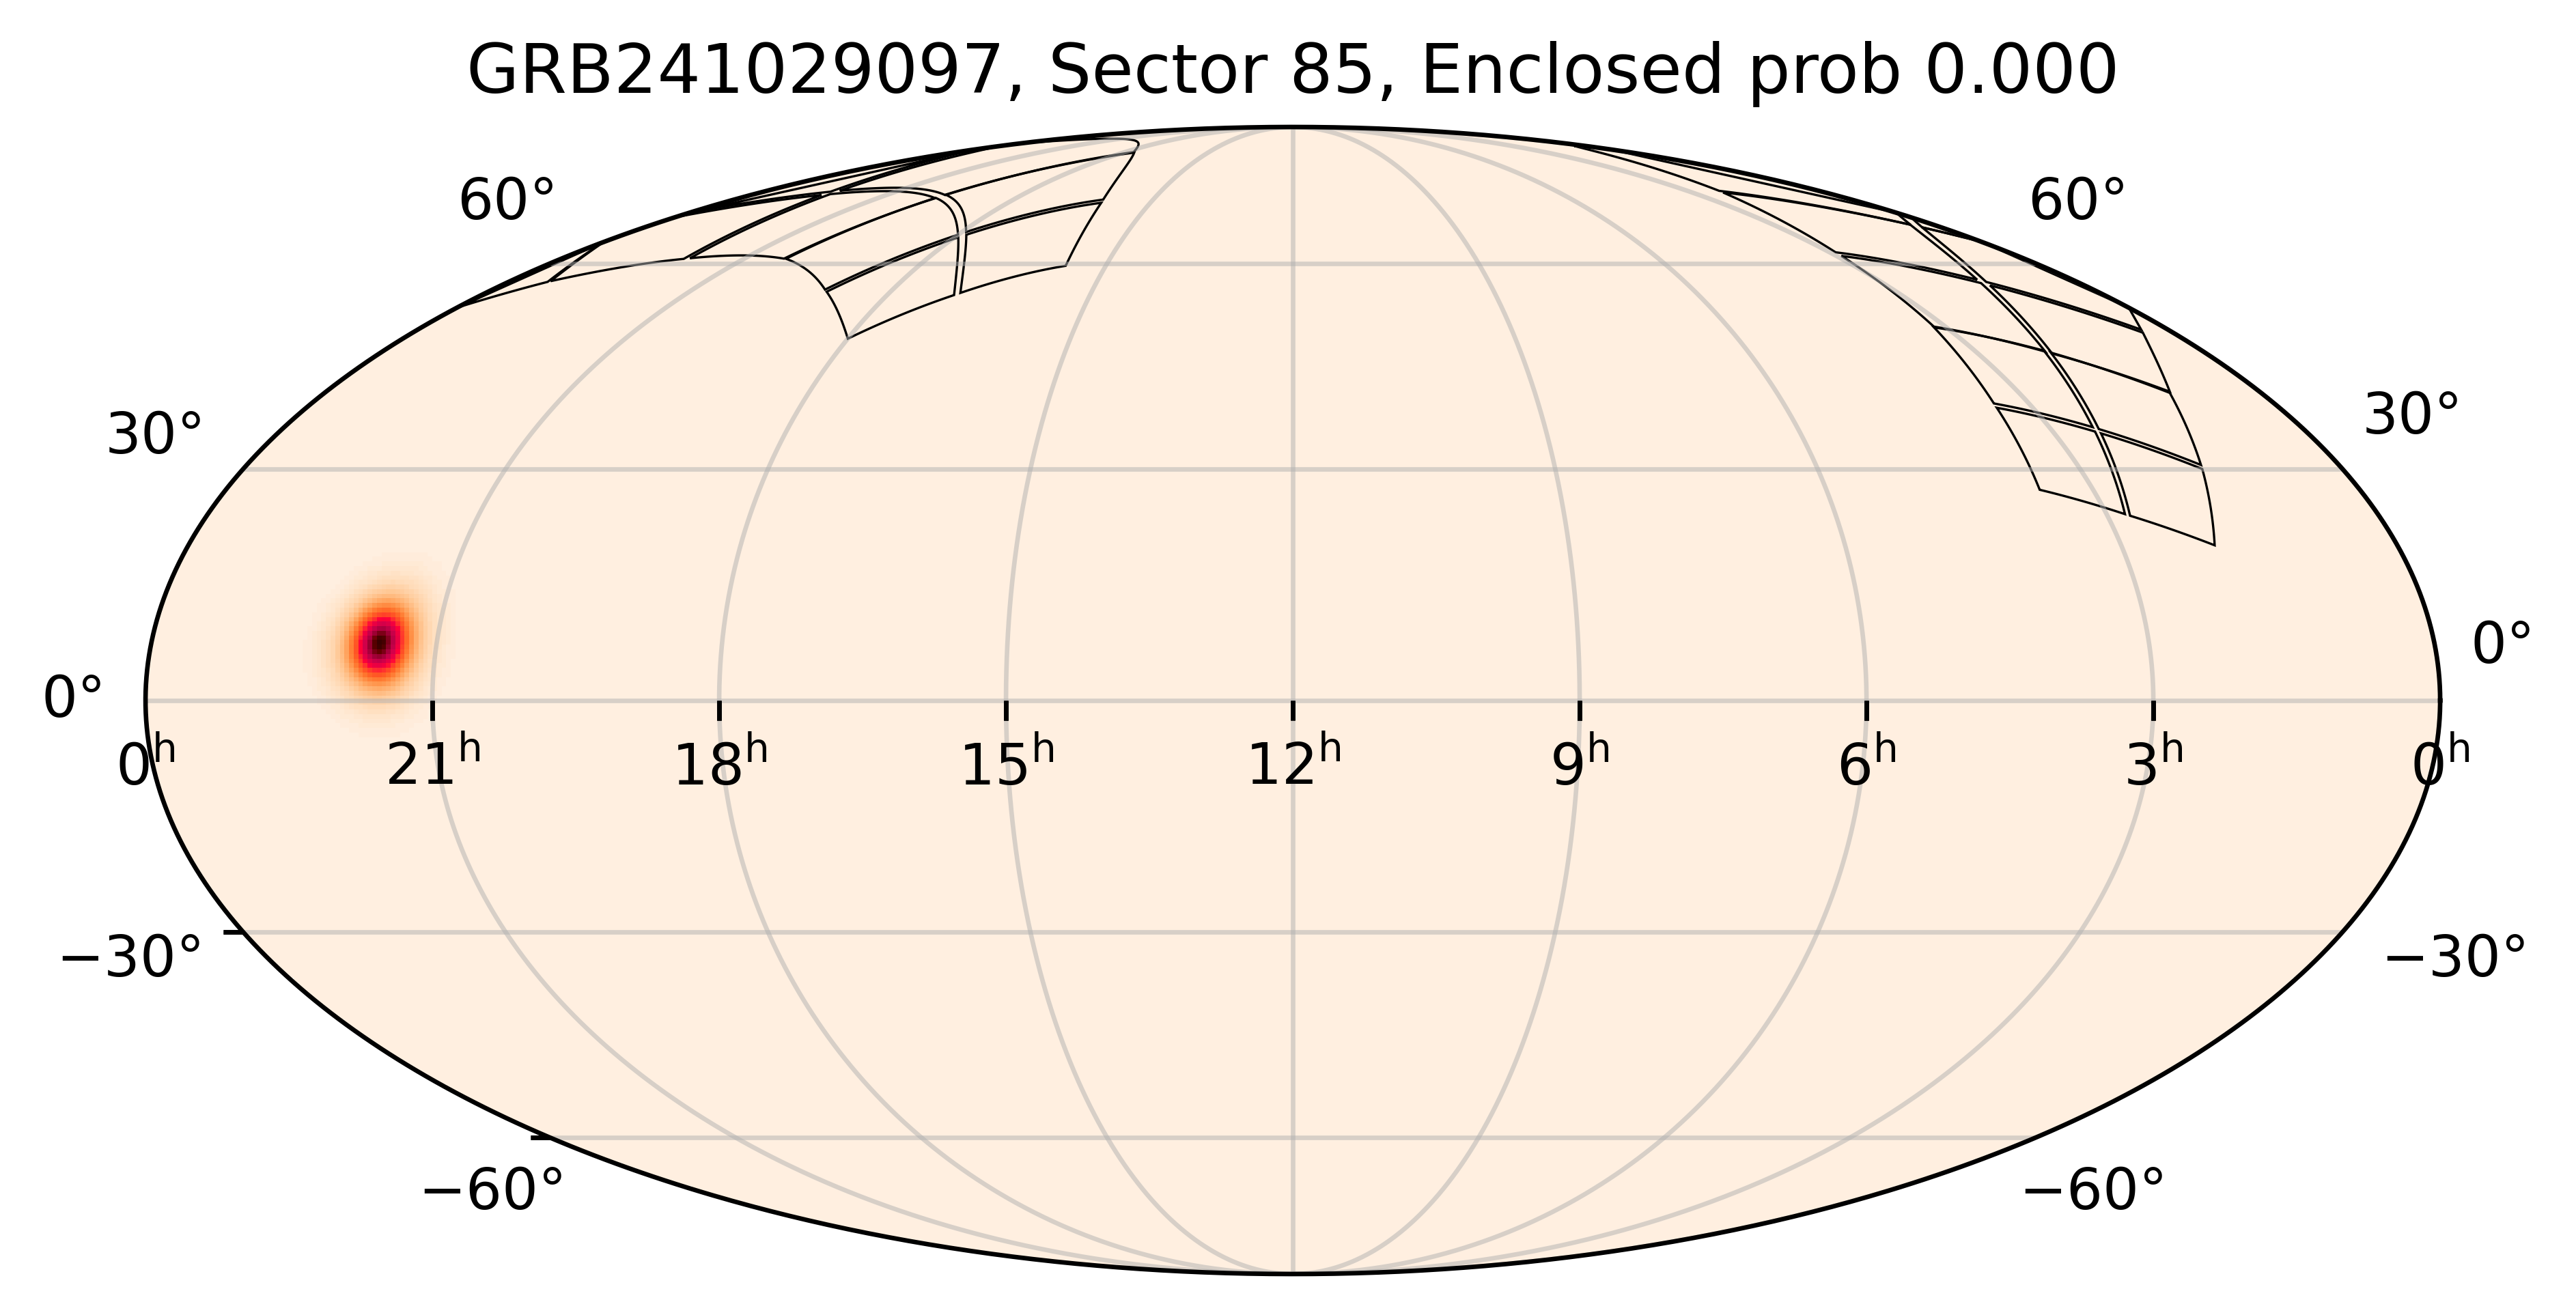 GRB241029097, Sector 85, Enclosed prob 0.000
60° 60°
30° 30°
0° 0°
0h 21h 18h 15h 12h 9h 6h 3h 0h
−30° −30°
−60° −60°